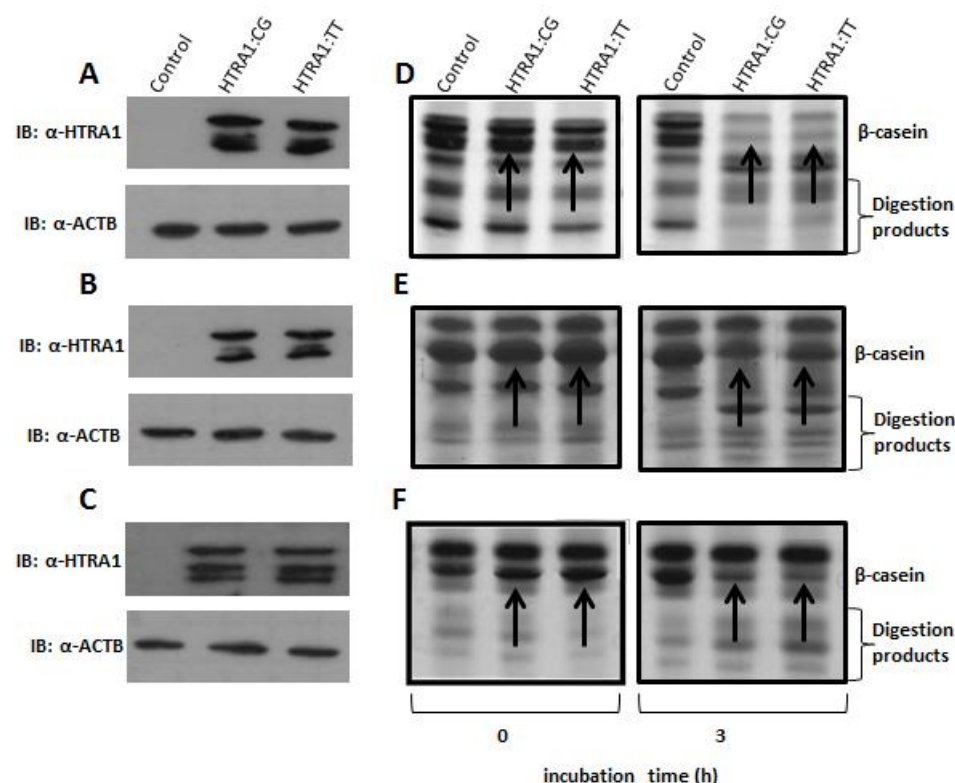 A
Control
HTRA1:CG
HTRA1:TT
IB: α-HTRA1
IB: α-ACTB
B
IB: α-HTRA1
IB: α-ACTB
C
IB: α-HTRA1
IB: α-ACTB
D
Control
HTRA1:CG
HTRA1:TT
Control
HTRA1:CG
HTRA1:TT
β-casein
Digestion
products
E
β-casein
Digestion
products
F
β-casein
Digestion
products
0
3
incubation time (h)